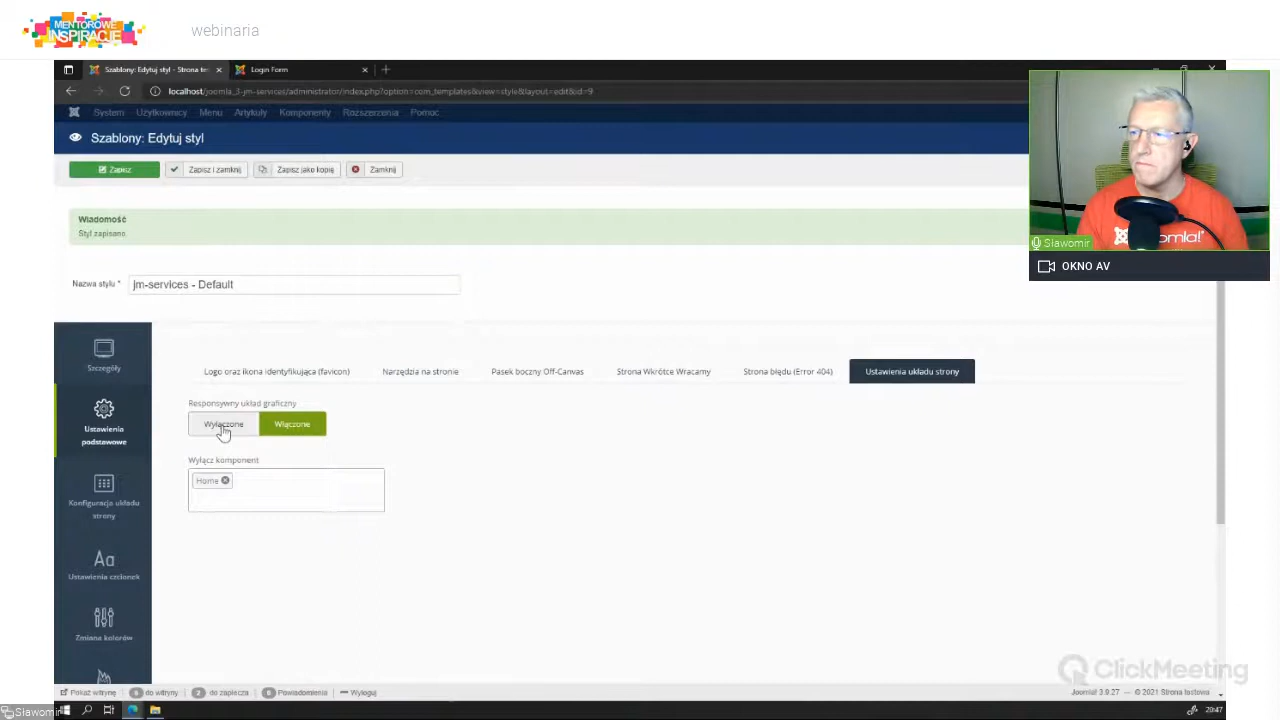 MENTOROWE
INSPIRACJE
webinaria
Szablony: Edytuj styl - Strona te
Login Form
localhost/joomla_3-jm-services/administrator/index.php?option=com_templates&view=style&layout=edit&id=9
System Użytkownicy Menu Artykuły Komponenty Rozszerzenia Pomoc
Szablony: Edytuj styl
Zapisz
Zapisz i zamknij
Zapisz jako kopię
Zamknij
Sławomir
OKNO AV
Wiadomość
Styl zapisano.
Nazwa stylu *
jm-services - Default
Szczegóły
Ustawienia
podstawowe
Konfiguracja układu
strony
Aa
Ustawienia czcionek
Zmiana kolorów
Logo oraz ikona identyfikująca (favicon)
Narzędzia na stronie
Pasek boczny Off-Canvas
Strona Wkrótce Wracamy
Strona błędu (Error 404)
Ustawienia układu strony
Responsywny układ graficzny
Wyłączone
Włączone
Wyłącz komponent
Home
ClickMeeting
Pokaż witrynę 0 do witryny 2 do zaplecza 0 Powiadomienia Wyloguj
Joomla! 3.9.27 — © 2021 Strona testowa
Sławomir
20:47